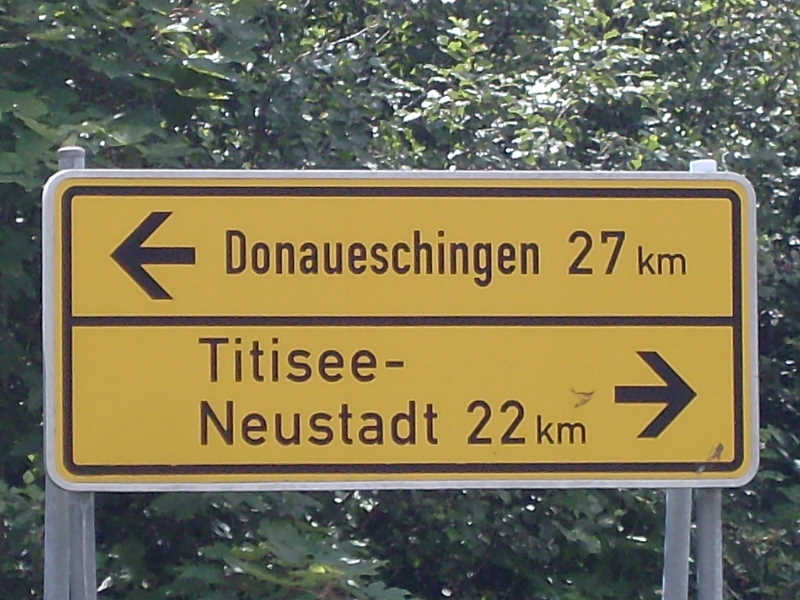 Donaueschingen 27 km
Titisee-
Neustadt 22 km